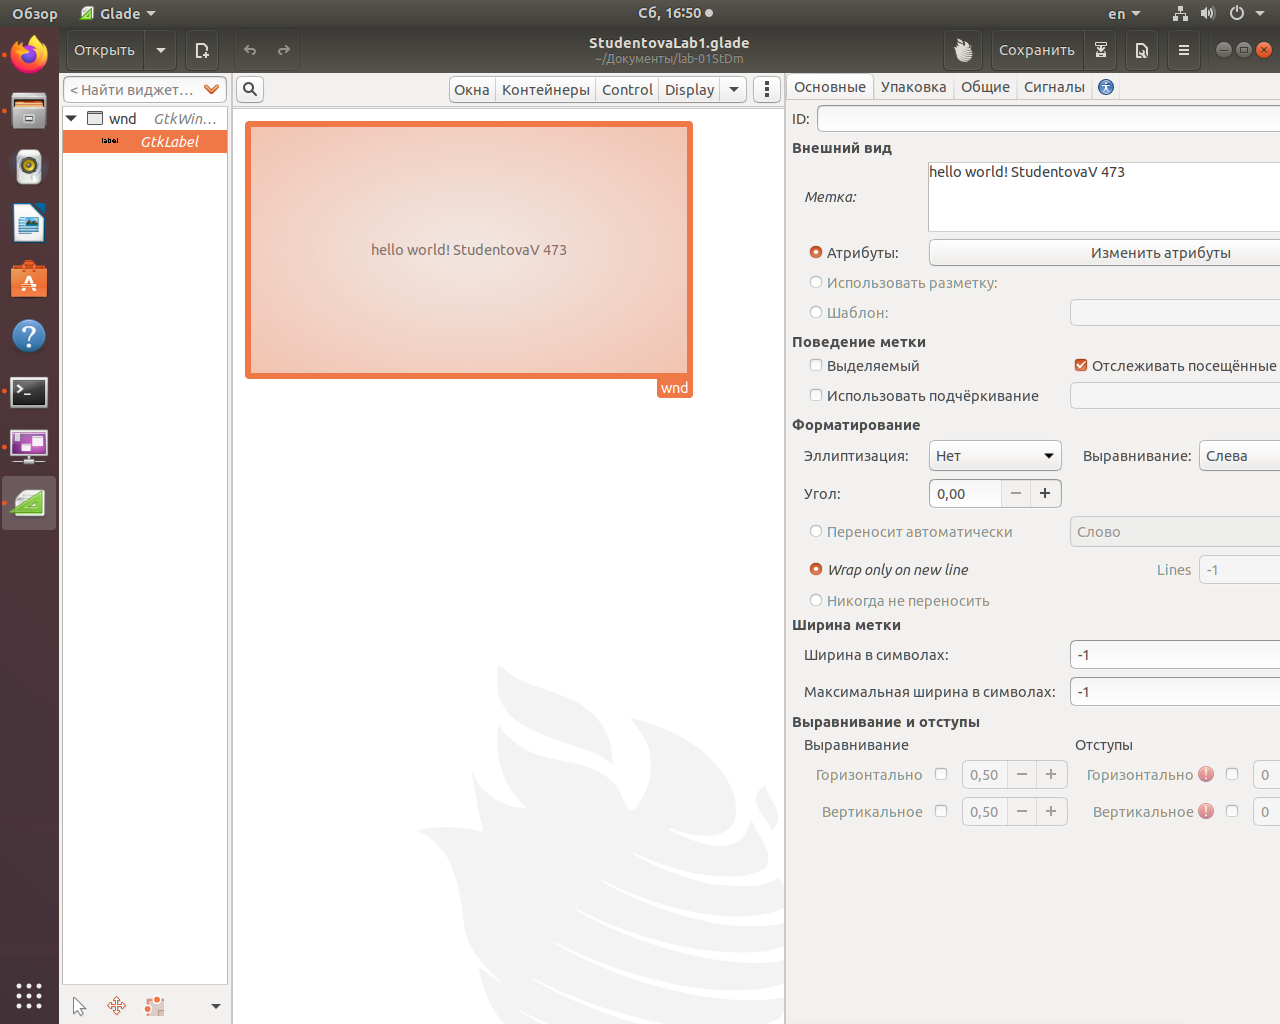 Обзор Glade Сб, 16:50 en
Открыть StudentovaLab1.glade Сохранить
~/Документы/lab-01StDm
< Найти виджет... Окна Контейнеры Control Display Основные Упаковка Общие Сигналы
wnd GtkWin...
label GtkLabel
ID:
Внешний вид
Метка: hello world! StudentovaV 473
hello world! StudentovaV 473
wnd
Атрибуты: Изменить атрибуты
Использовать разметку:
Шаблон:
Поведение метки
Выделяемый Отслеживать посещённые
Использовать подчёркивание
Форматирование
Эллиптизация: Нет Выравнивание: Слева
Угол: 0,00
Переносит автоматически Слово
Wrap only on new line Lines -1
Никогда не переносить
Ширина метки
Ширина в символах: -1
Максимальная ширина в символах: -1
Выравнивание и отступы
Выравнивание Отступы
Горизонтально 0,50 Горизонтально 0
Вертикальное 0,50 Вертикальное 0